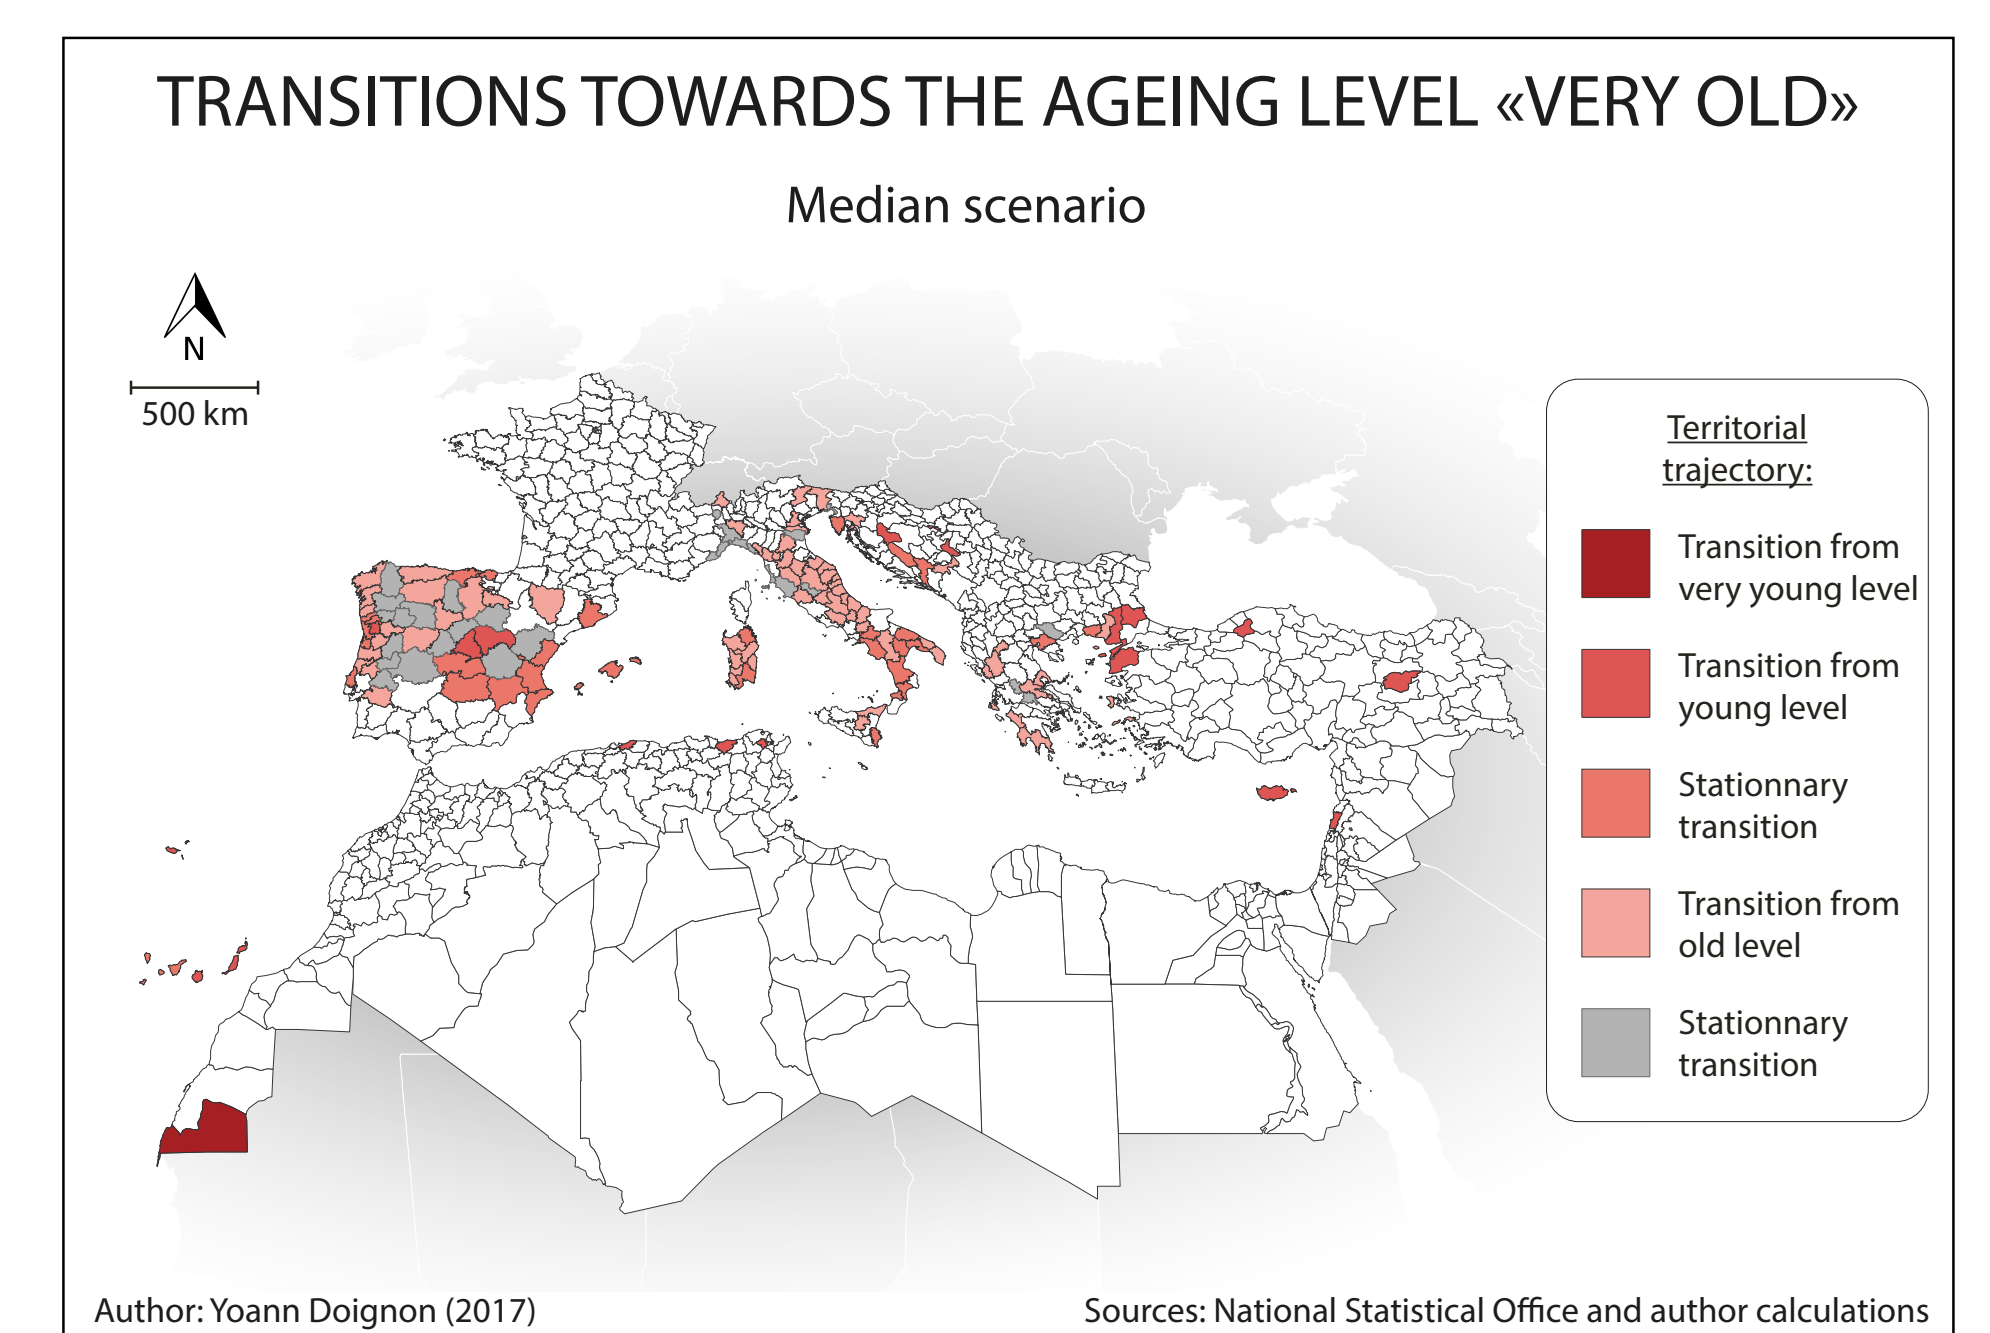 TRANSITIONS TOWARDS THE AGEING LEVEL «VERY OLD»
Median scenario
N
500 km
Territorial
trajectory:
Transition from
very young level
Transition from
young level
Stationnary
transition
Transition from
old level
Stationnary
transition
Author: Yoann Doignon (2017)
Sources: National Statistical Office and author calculations